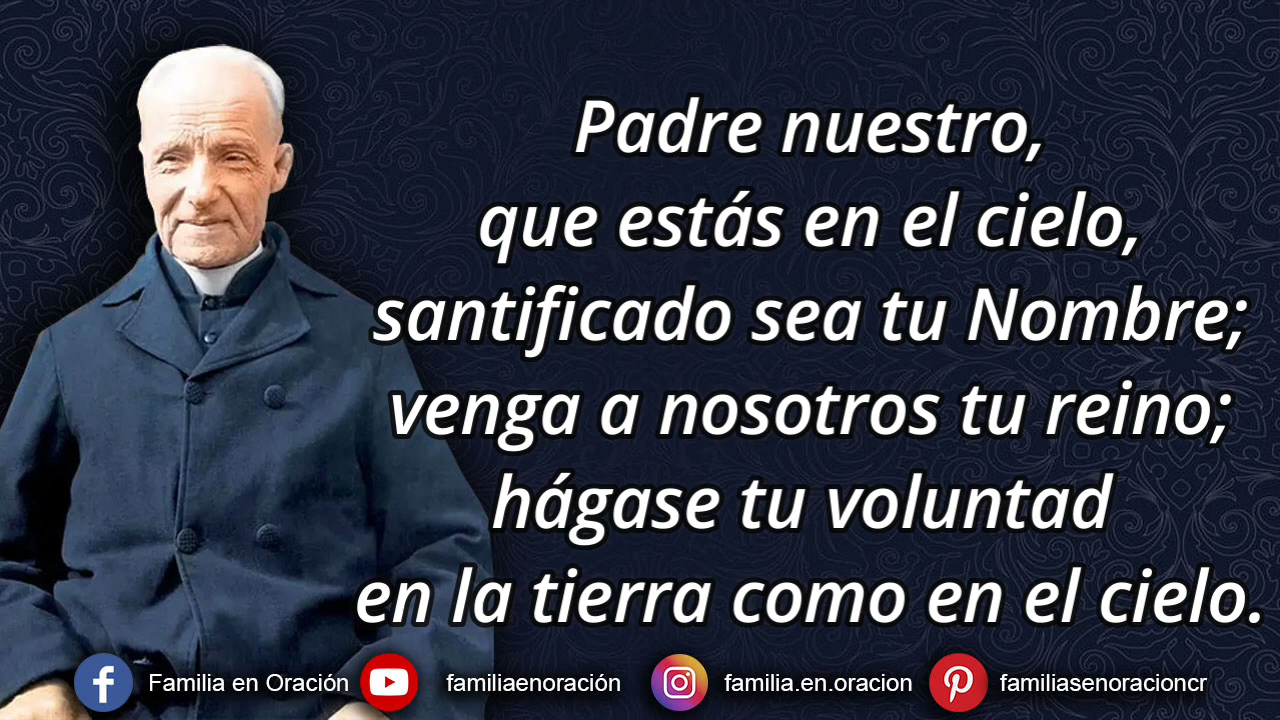 Padre nuestro,
que estás en el cielo,
santificado sea tu Nombre;
venga a nosotros tu reino;
hágase tu voluntad
en la tierra como en el cielo.
Familia en Oración familiaenoración familia.en.oracion familiasenoracioncr